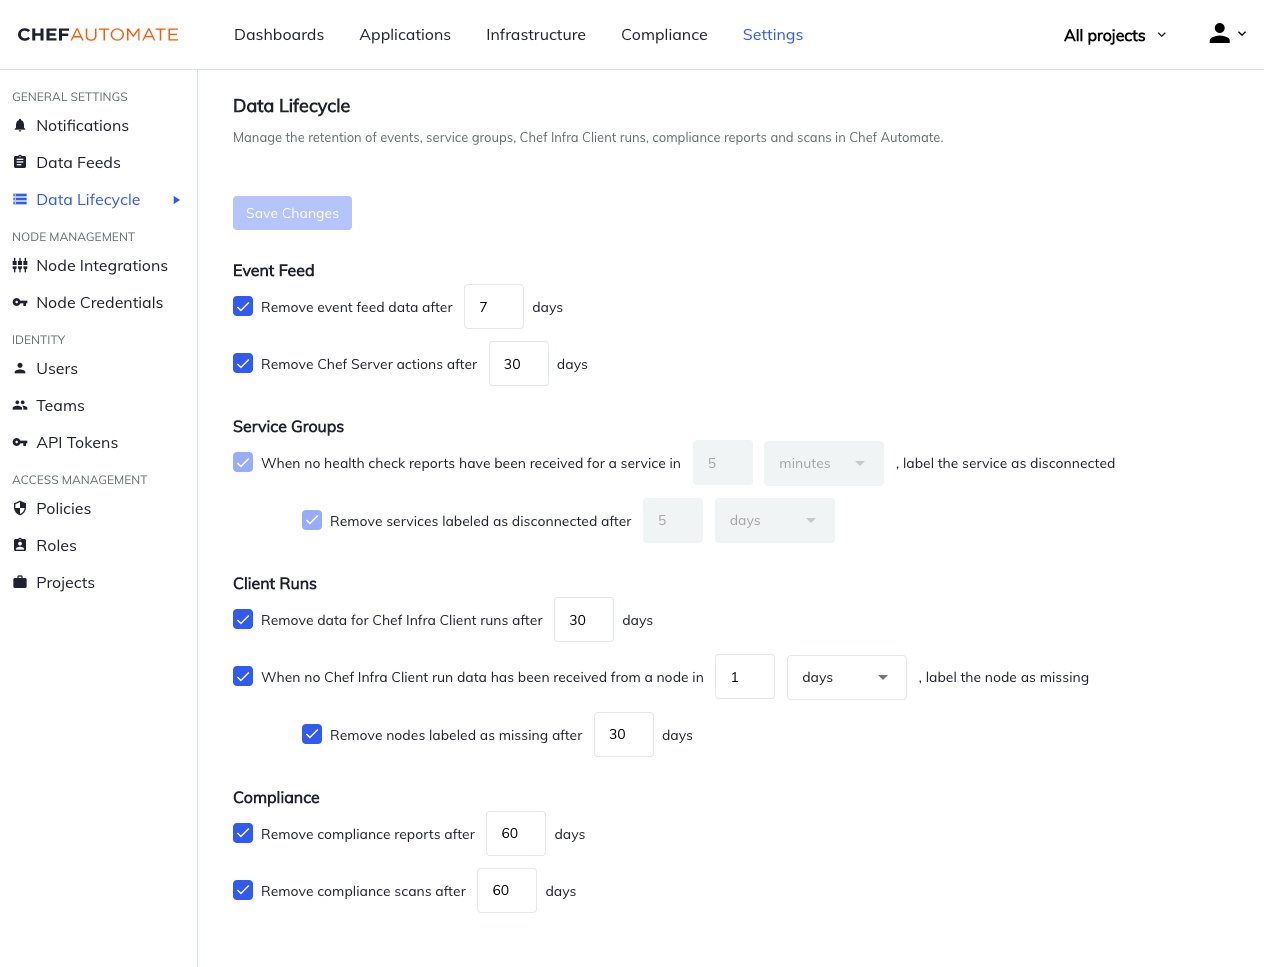 CHEFAUTOMATE Dashboards Applications Infrastructure Compliance Settings All projects
GENERAL SETTINGS
Notifications
Data Feeds
Data Lifecycle
NODE MANAGEMENT
Node Integrations
Node Credentials
IDENTITY
Users
Teams
API Tokens
ACCESS MANAGEMENT
Policies
Roles
Projects
Data Lifecycle
Manage the retention of events, service groups, Chef Infra Client runs, compliance reports and scans in Chef Automate.
Save Changes
Event Feed
Remove event feed data after 7 days
Remove Chef Server actions after 30 days
Service Groups
When no health check reports have been received for a service in 5 minutes , label the service as disconnected
Remove services labeled as disconnected after 5 days
Client Runs
Remove data for Chef Infra Client runs after 30 days
When no Chef Infra Client run data has been received from a node in 1 days , label the node as missing
Remove nodes labeled as missing after 30 days
Compliance
Remove compliance reports after 60 days
Remove compliance scans after 60 days